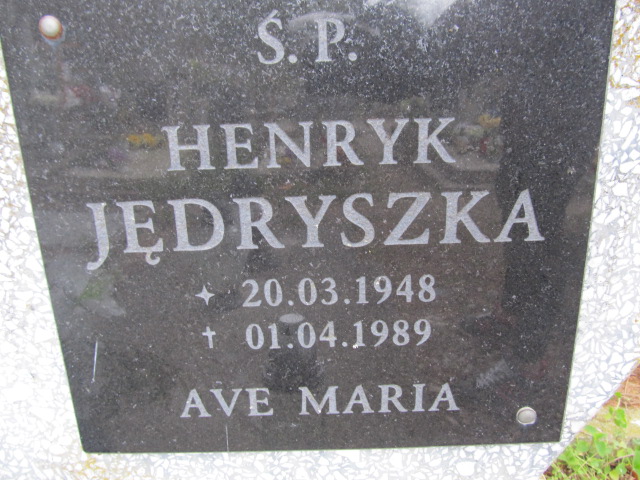 Ś.P.
HENRYK
JĘDRYSZKA
✦ 20.03.1948
† 01.04.1989
AVE MARIA